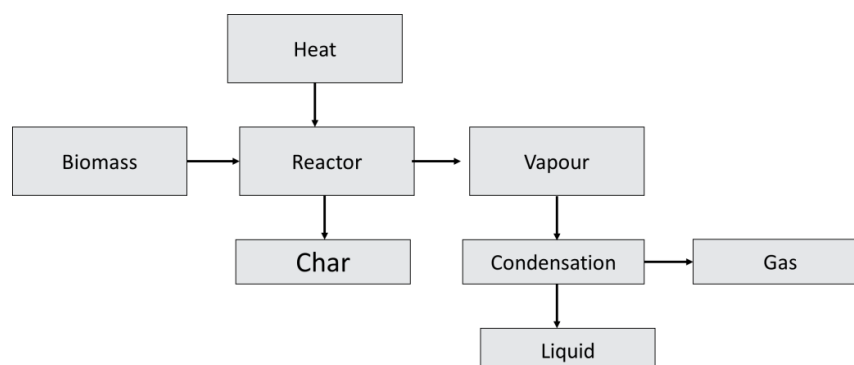 Heat
Biomass
Reactor
Vapour
Char
Condensation
Gas
Liquid